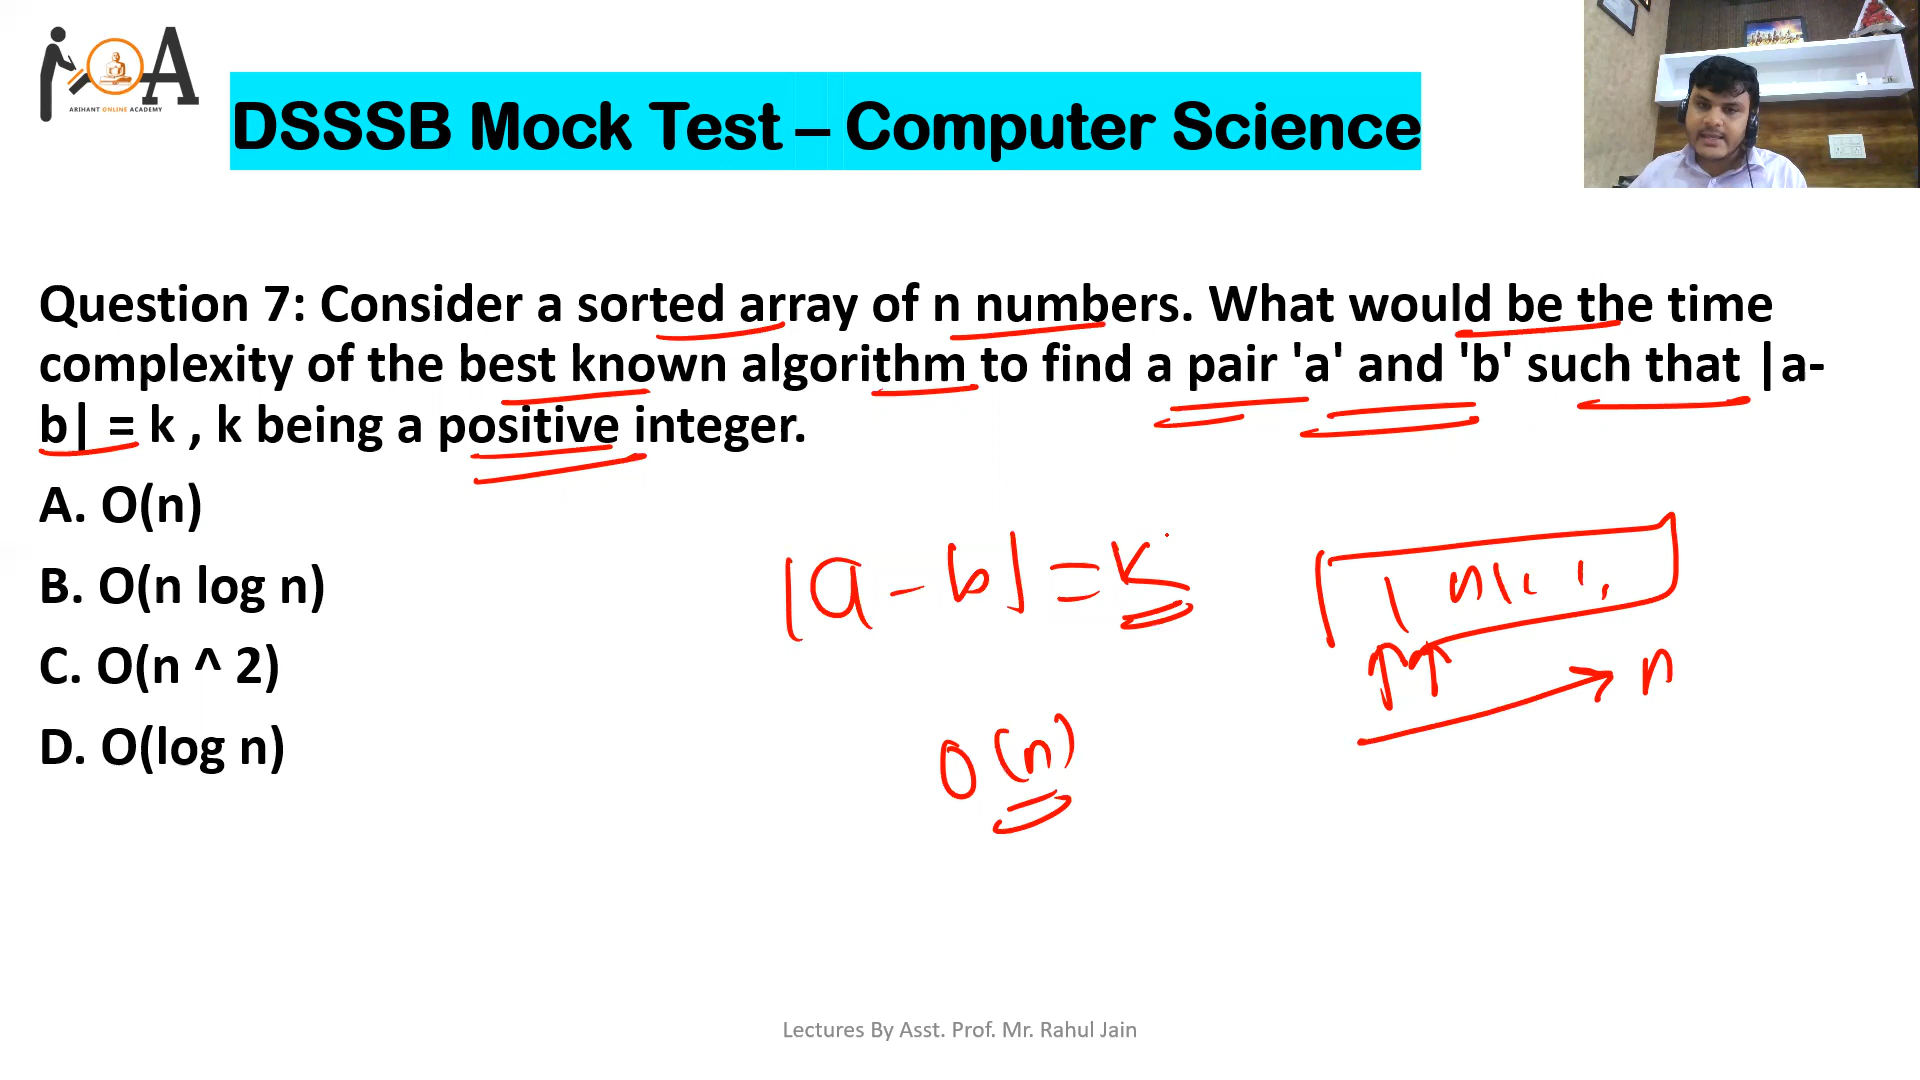 ARIHANT ONLINE ACADEMY
DSSSB Mock Test – Computer Science
Question 7: Consider a sorted array of n numbers. What would be the time
complexity of the best known algorithm to find a pair 'a' and 'b' such that |a-
b| = k , k being a positive integer.
A. O(n)
B. O(n log n)
C. O(n ^ 2)
D. O(log n)
|a - b| = k
n
O(n)
Lectures By Asst. Prof. Mr. Rahul Jain